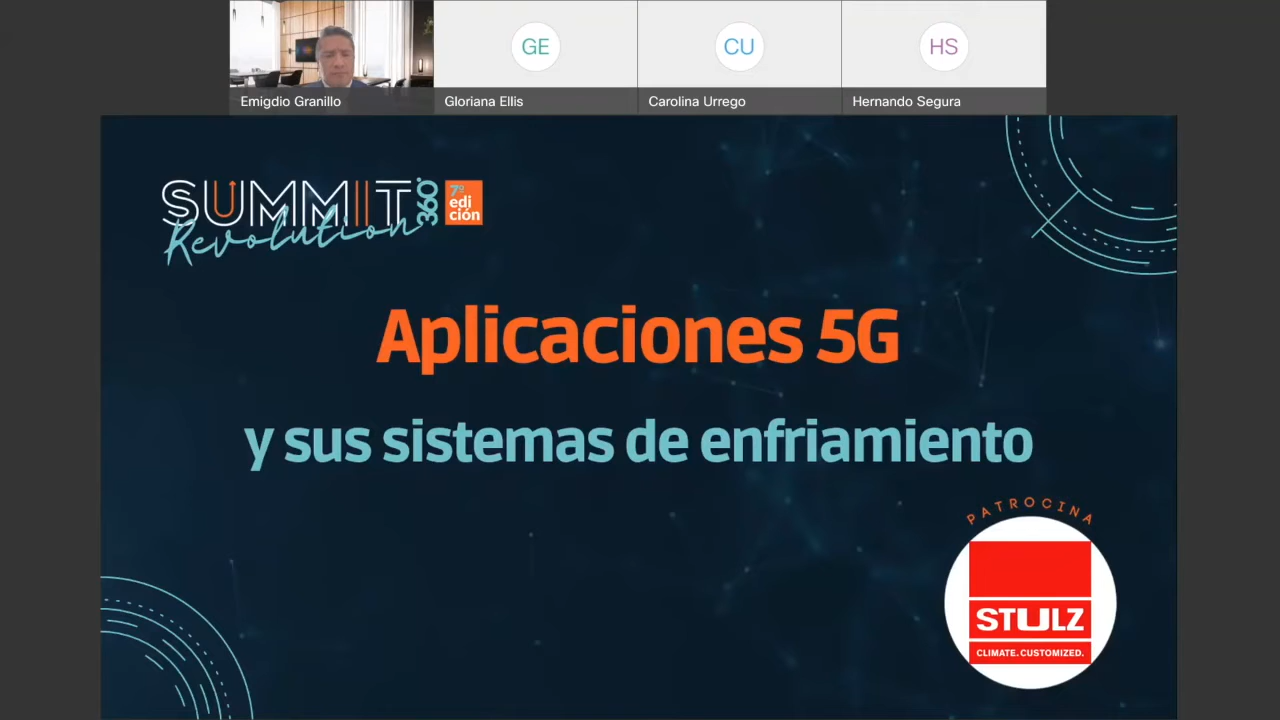 GE
CU
HS
Emigdio Granillo
Gloriana Ellis
Carolina Urrego
Hernando Segura
SUMMIT 360°
Revolution
7º
edi
ción
Aplicaciones 5G
y sus sistemas de enfriamiento
PATROCINA
STULZ
CLIMATE. CUSTOMIZED.